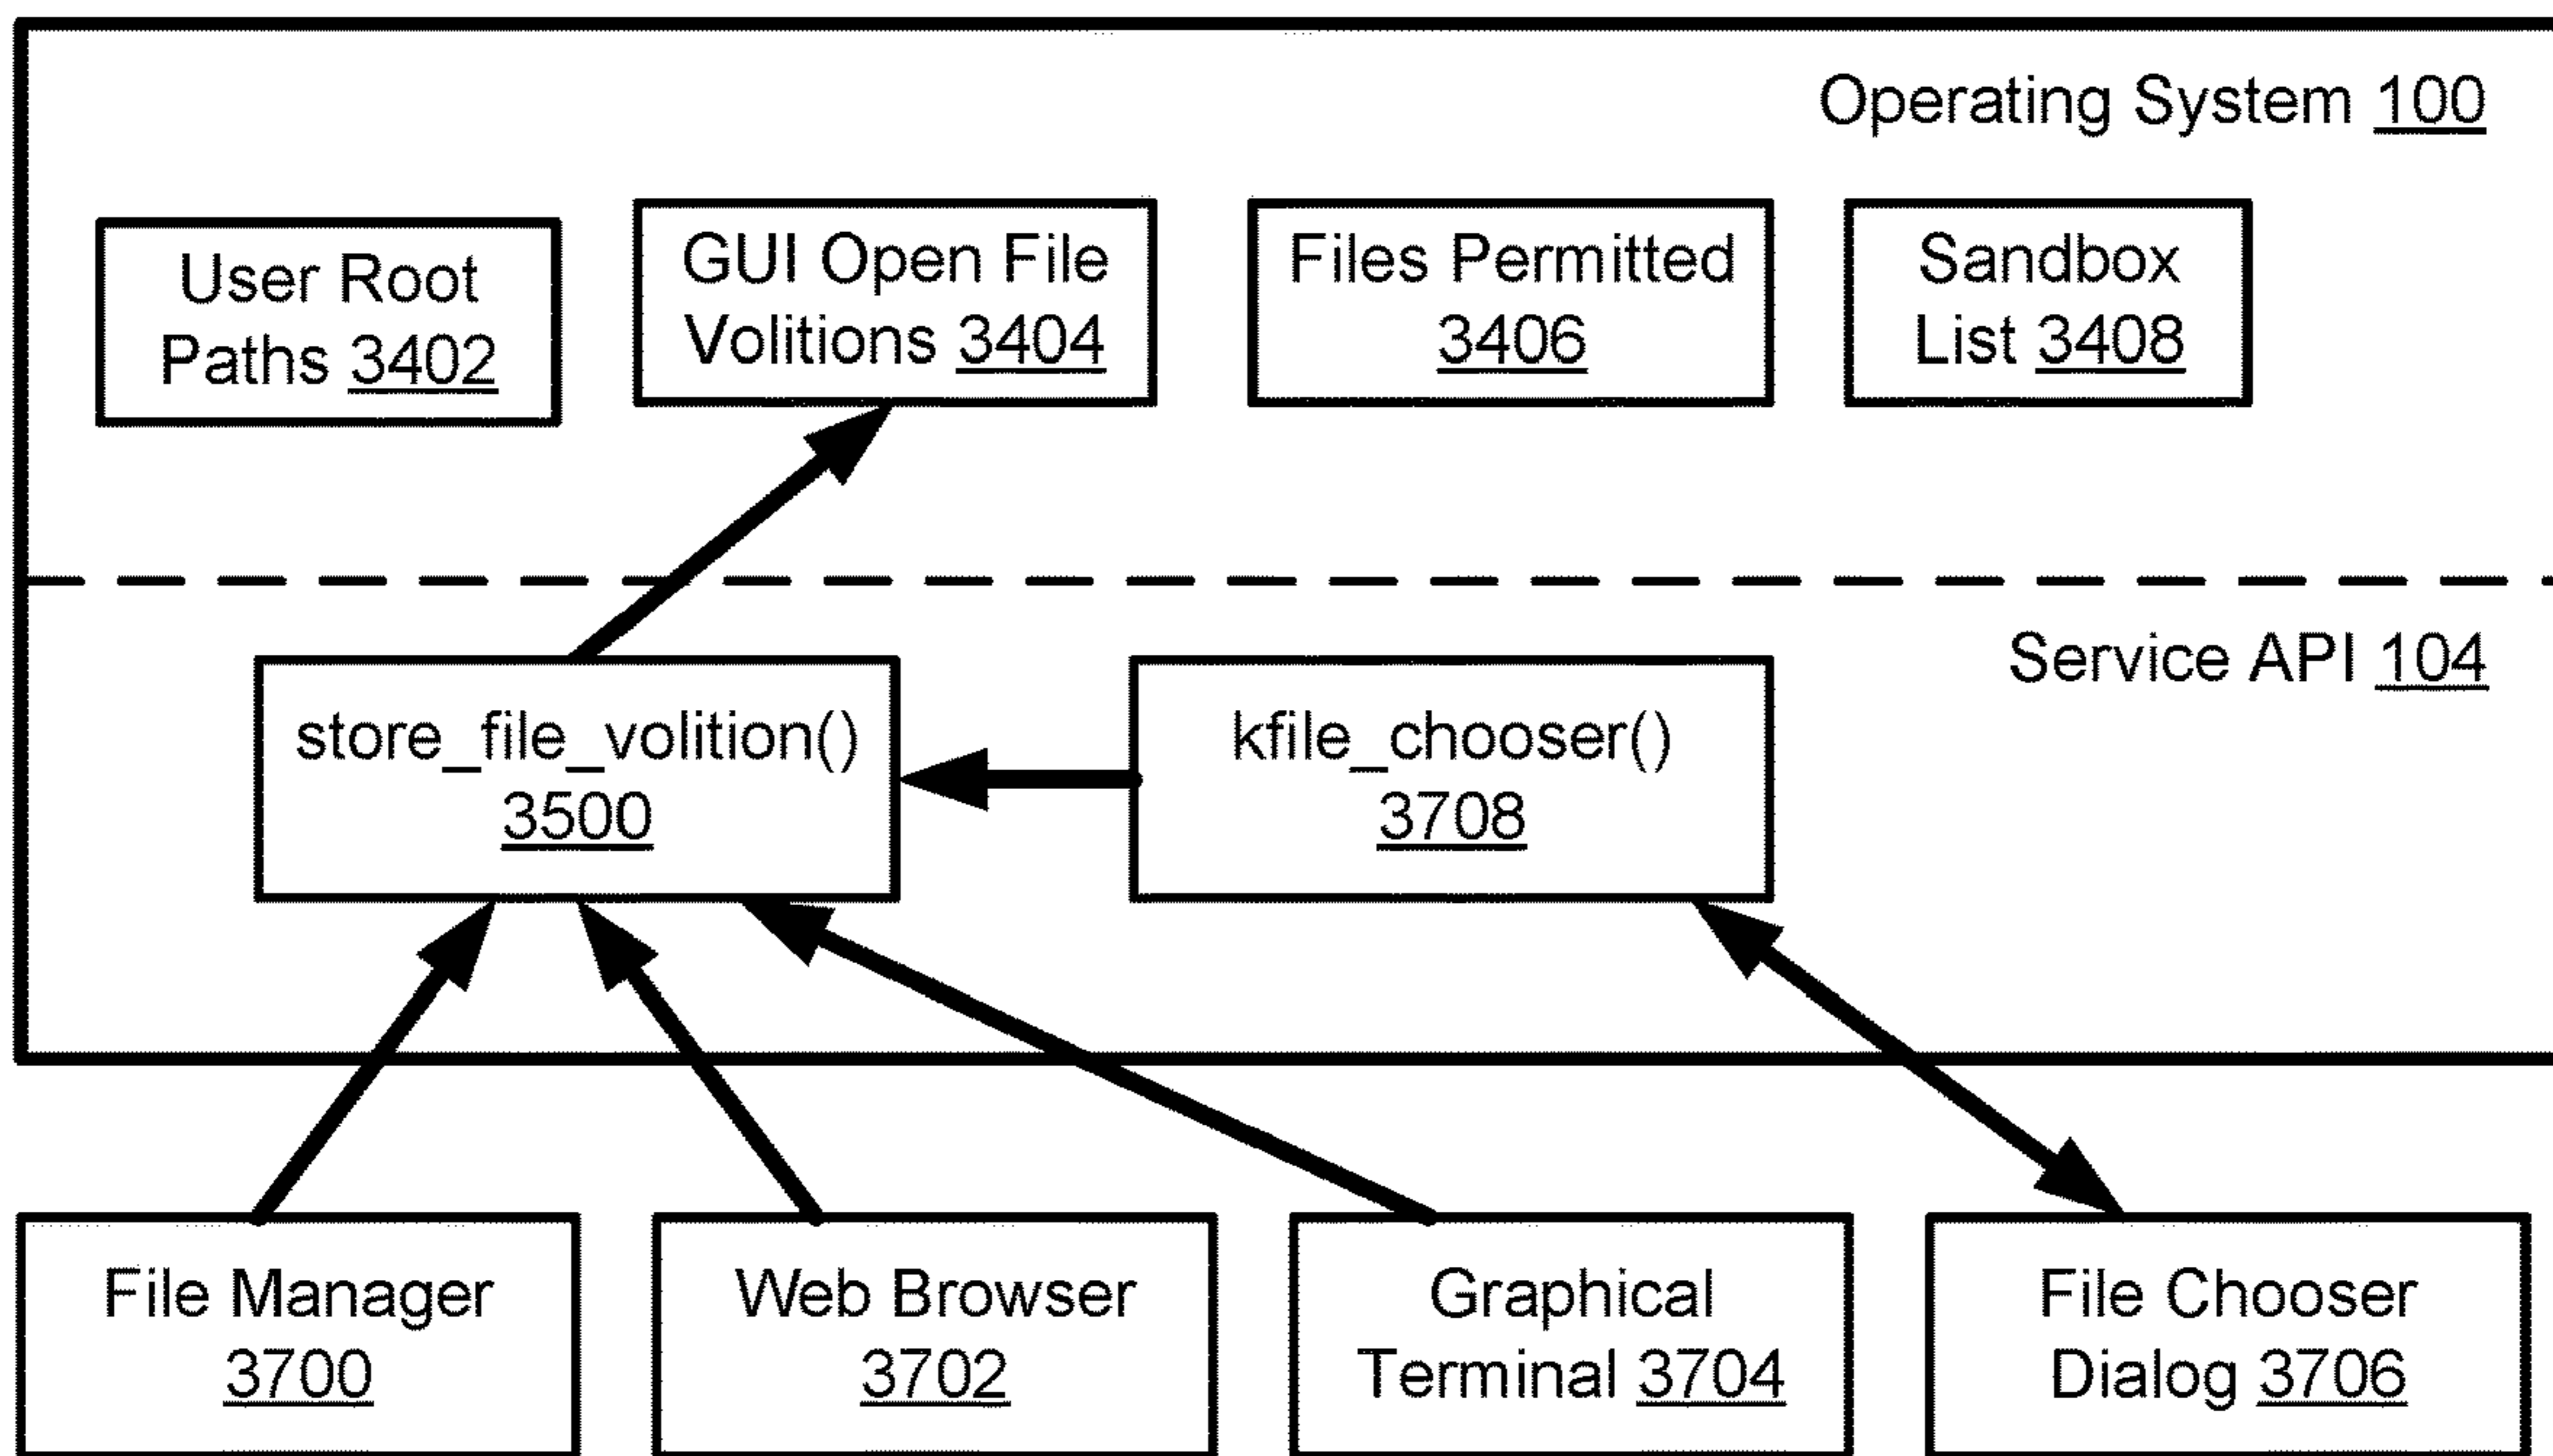 Operating System 100
User Root
Paths 3402
GUI Open File
Volitions 3404
Files Permitted
3406
Sandbox
List 3408
Service API 104
store_file_volition()
3500
kfile_chooser()
3708
File Manager
3700
Web Browser
3702
Graphical
Terminal 3704
File Chooser
Dialog 3706